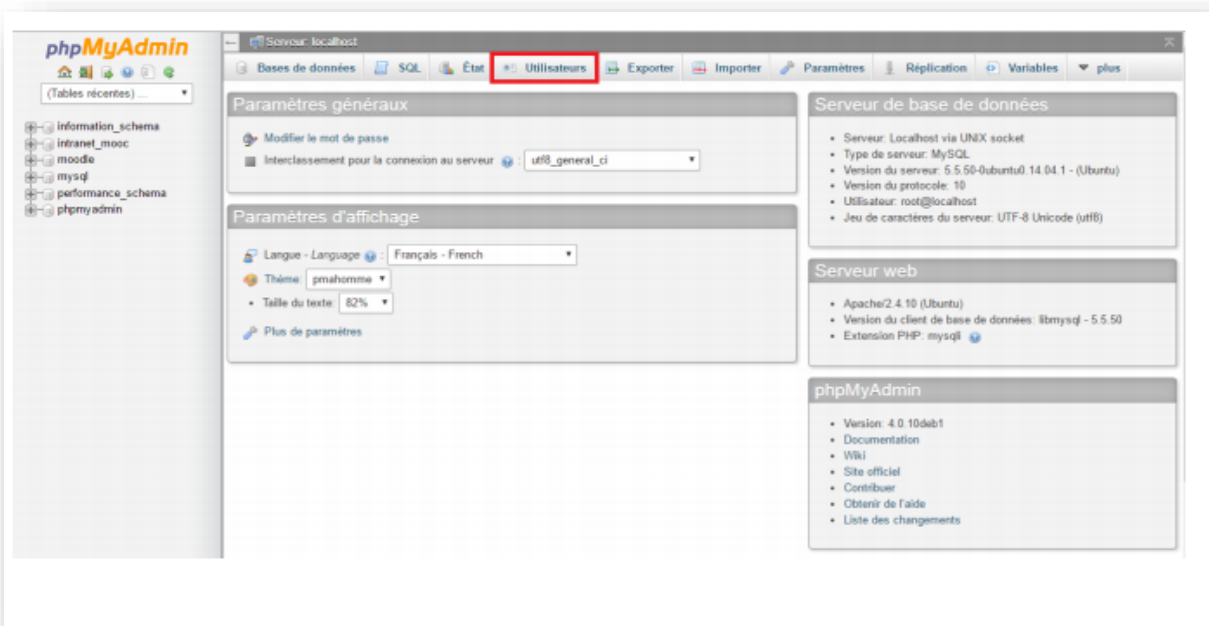 phpMyAdmin
(Tables récentes) ...
information_schema
intranet_mooc
moodle
mysql
performance_schema
phpmyadmin
Serveur: localhost
Bases de données SQL État Utilisateurs Exporter Importer Paramètres Réplication Variables plus
Paramètres généraux
Modifier le mot de passe
Interclassement pour la connexion au serveur : utf8_general_ci
Paramètres d'affichage
Langue - Language : Français - French
Thème: pmahomme
Taille du texte: 82%
Plus de paramètres
Serveur de base de données
Serveur: Localhost via UNIX socket
Type de serveur: MySQL
Version du serveur: 5.5.50-0ubuntu0.14.04.1 - (Ubuntu)
Version du protocole: 10
Utilisateur: root@localhost
Jeu de caractères du serveur: UTF-8 Unicode (utf8)
Serveur web
Apache/2.4.10 (Ubuntu)
Version du client de base de données: libmysql - 5.5.50
Extension PHP: mysqli
phpMyAdmin
Version: 4.0.10deb1
Documentation
Wiki
Site officiel
Contribuer
Obtenir de l'aide
Liste des changements